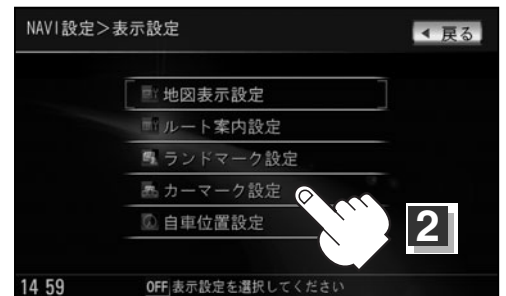 NAVI設定＞表示設定
◀ 戻る
地図表示設定
ルート案内設定
ランドマーク設定
カーマーク設定
自車位置設定
2
14 59
OFF 表示設定を選択してください